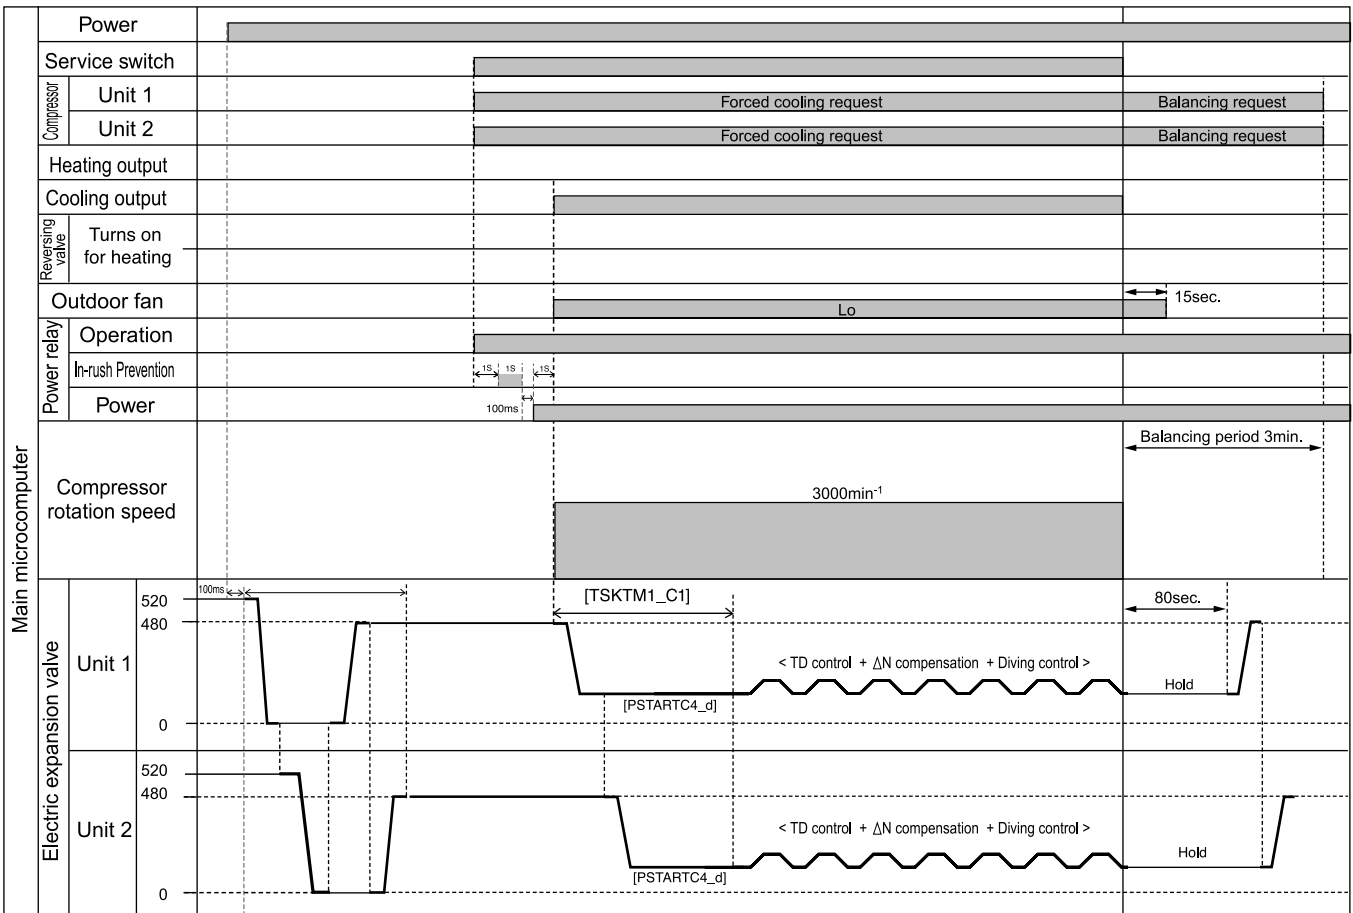 Main microcomputer
Power
Service switch
Compressor
Unit 1
Forced cooling request
Balancing request
Unit 2
Forced cooling request
Balancing request
Heating output
Cooling output
Reversing
valve
Turns on
for heating
Outdoor fan
Lo
15sec.
Power relay
Operation
In-rush Prevention
1S
1S
1S
Power
100ms
Balancing period 3min.
Compressor
rotation speed
3000min-1
Electric expansion valve
Unit 1
100ms
520
480
0
[TSKTM1_C1]
80sec.
< TD control + ΔN compensation + Diving control >
[PSTARTC4_d]
Hold
Unit 2
520
480
0
< TD control + ΔN compensation + Diving control >
[PSTARTC4_d]
Hold